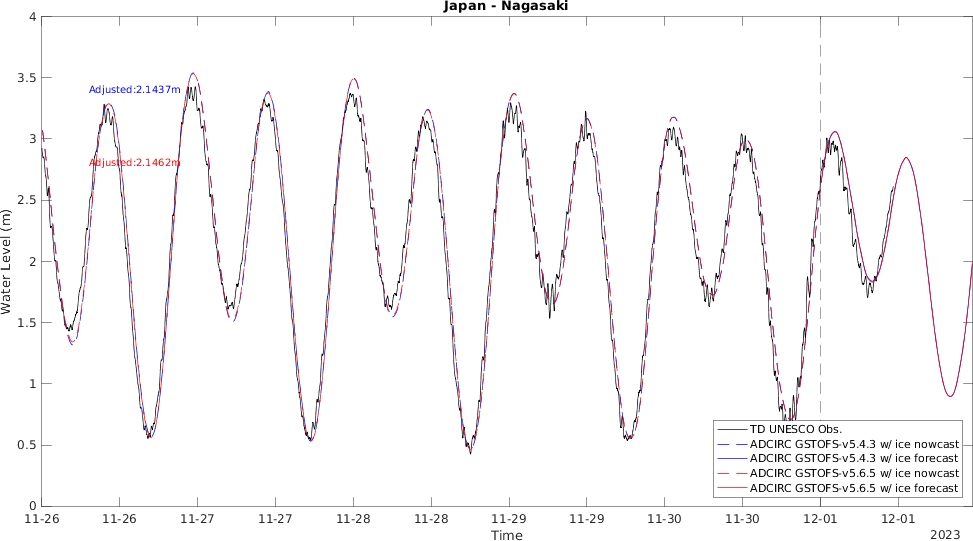 Japan - Nagasaki
4
3.5
3
2.5
2
1.5
1
0.5
0
Water Level (m)
Adjusted:2.1437m
Adjusted:2.1462m
TD UNESCO Obs.
ADCIRC GSTOFS-v5.4.3 w/ ice nowcast
ADCIRC GSTOFS-v5.4.3 w/ ice forecast
ADCIRC GSTOFS-v5.6.5 w/ ice nowcast
ADCIRC GSTOFS-v5.6.5 w/ ice forecast
11-26 11-26 11-27 11-27 11-28 11-28 11-29 11-29 11-30 11-30 12-01 12-01
Time
2023